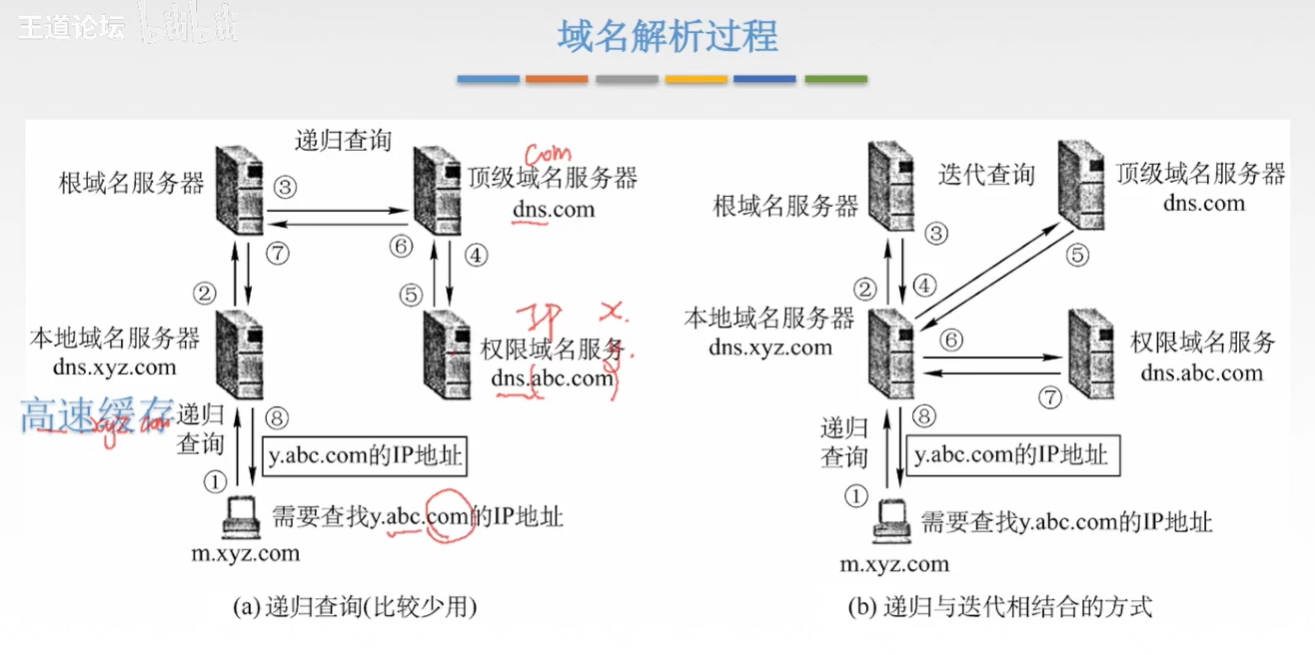 王道论坛 bilibili
域名解析过程
递归查询
com
根域名服务器
③
顶级域名服务器
dns.com
⑦
⑥
④
②
⑤
IP
本地域名服务器
dns.xyz.com
权限域名服务
dns.abc.com
高速缓存
xyz.com
递归
查询
⑧
y.abc.com的IP地址
①
需要查找y.abc.com的IP地址
m.xyz.com
(a) 递归查询(比较少用)
迭代查询
顶级域名服务器
dns.com
根域名服务器
③
⑤
②
④
本地域名服务器
dns.xyz.com
⑥
权限域名服务
dns.abc.com
⑦
递归
查询
⑧
y.abc.com的IP地址
①
需要查找y.abc.com的IP地址
m.xyz.com
(b) 递归与迭代相结合的方式